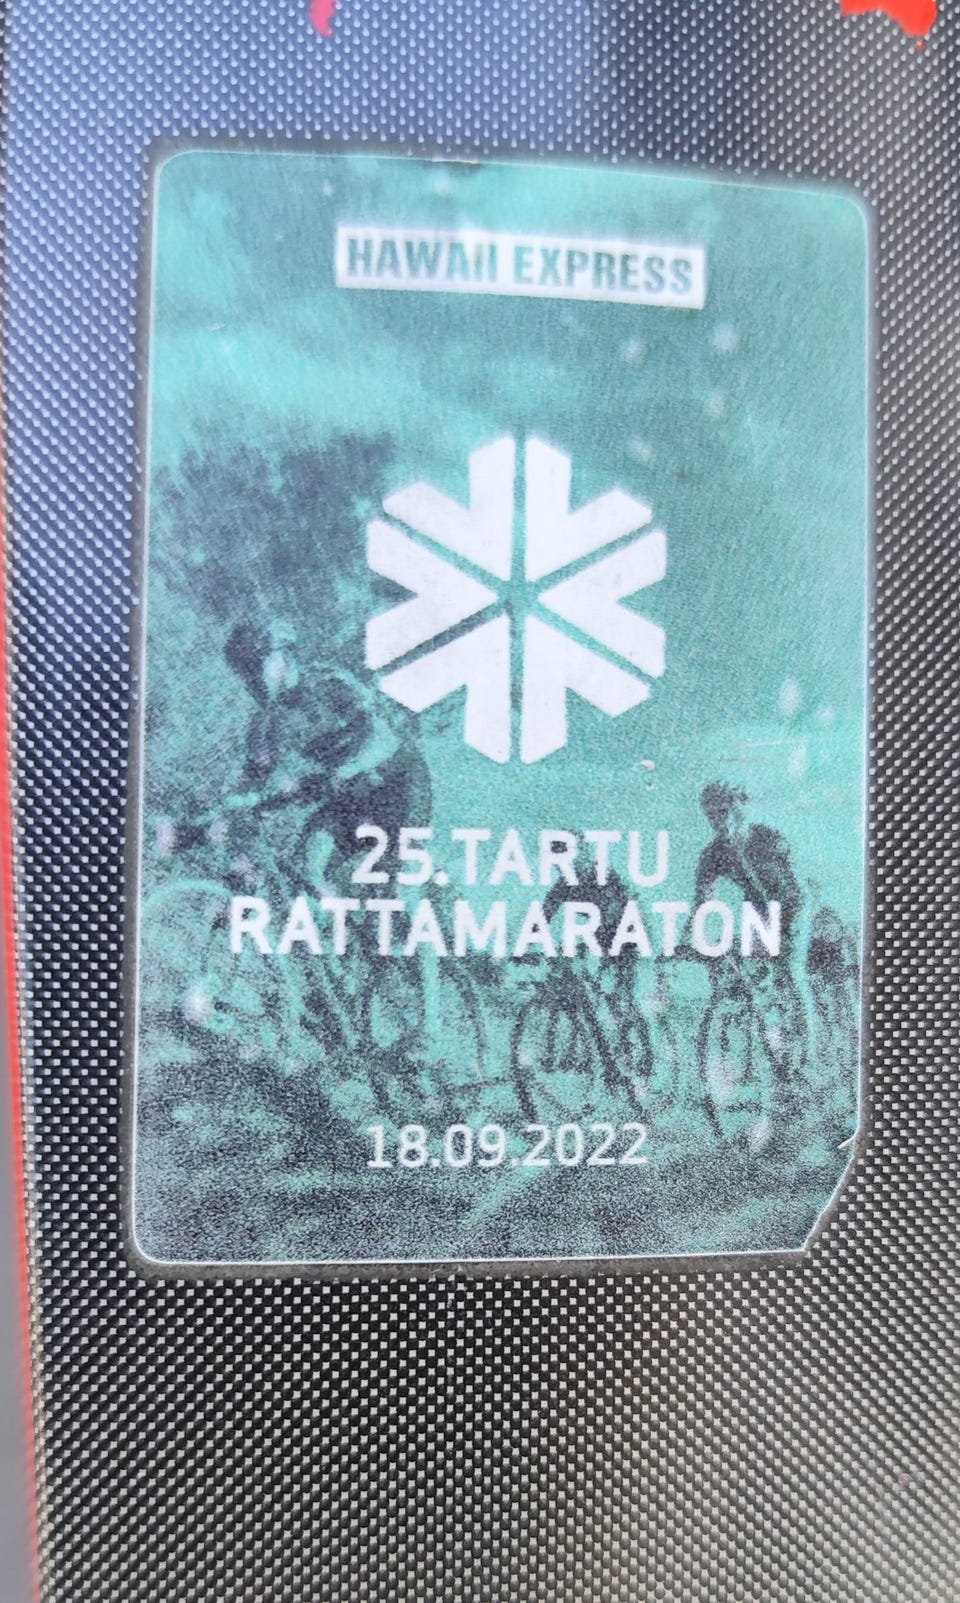 HAWAII EXPRESS
25.TARTU
RATTAMARATON
18.09.2022